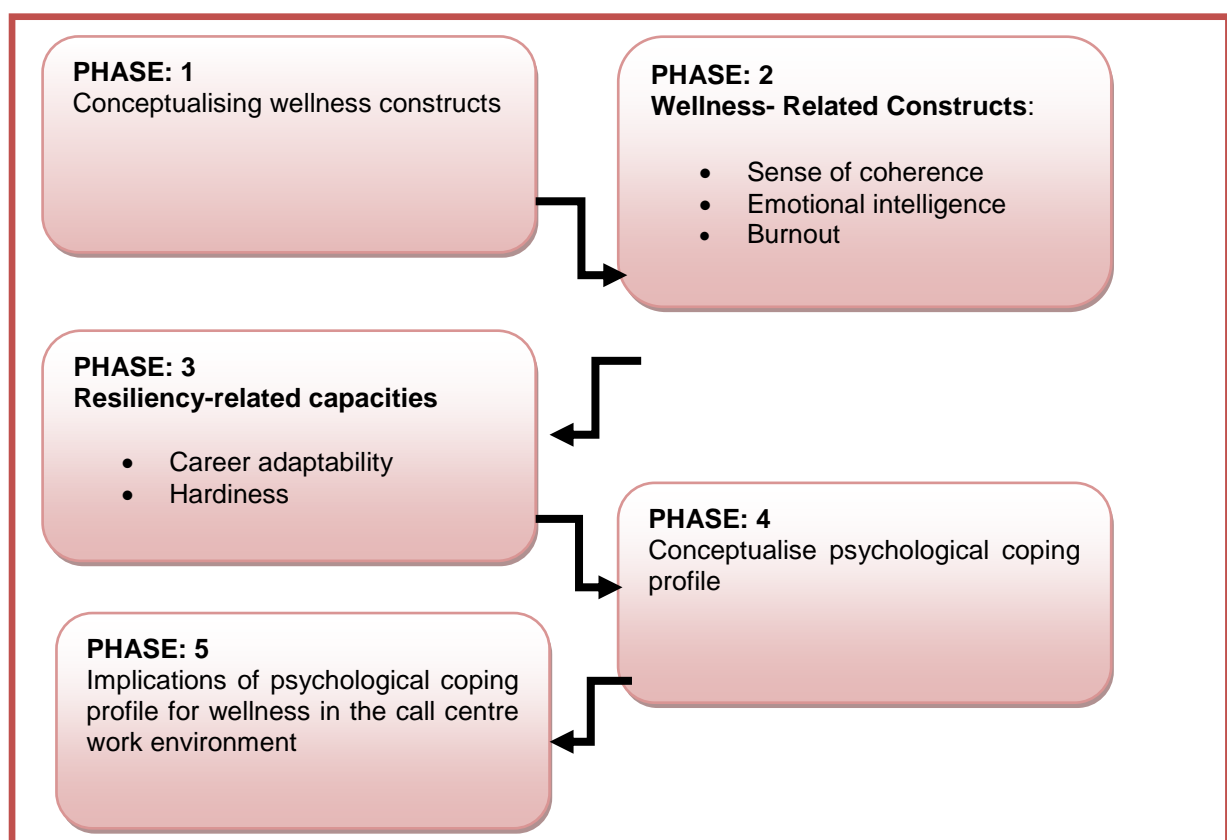 PHASE: 1
Conceptualising wellness constructs
PHASE: 2
Wellness- Related Constructs:
• Sense of coherence
• Emotional intelligence
• Burnout
PHASE: 3
Resiliency-related capacities
• Career adaptability
• Hardiness
PHASE: 4
Conceptualise psychological coping
profile
PHASE: 5
Implications of psychological coping
profile for wellness in the call centre
work environment